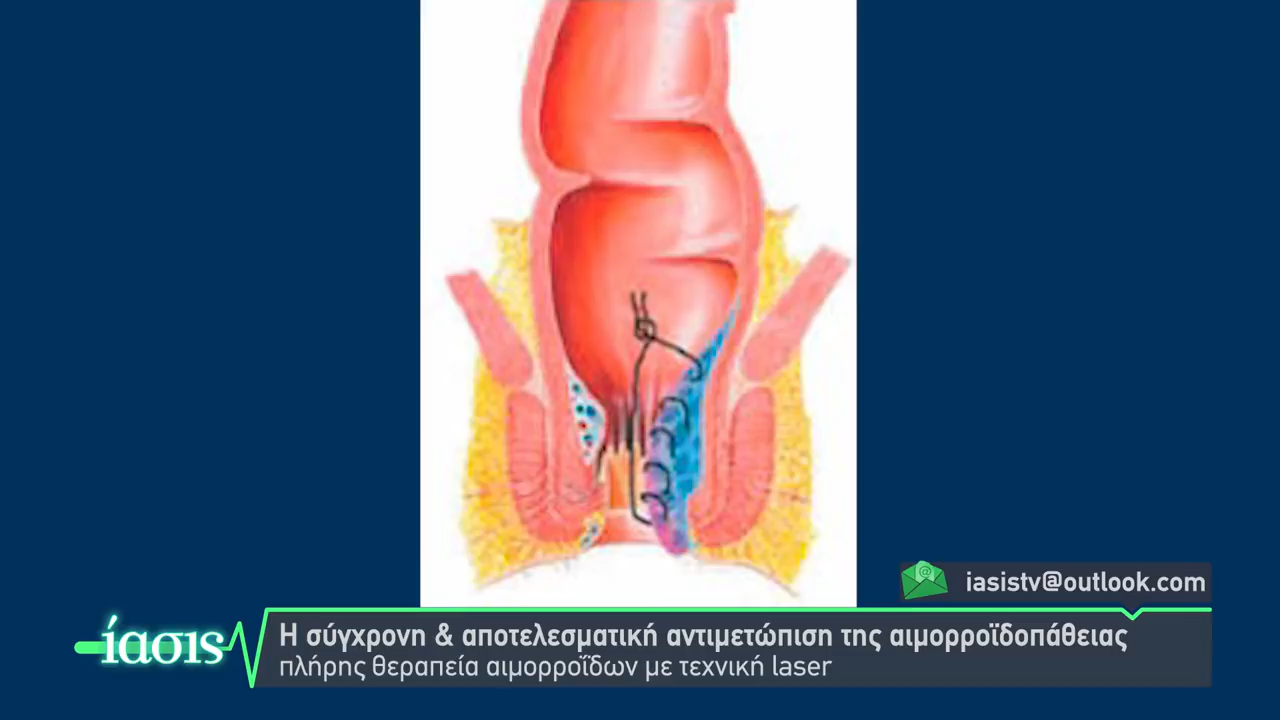 iasistv@outlook.com
ίασις
Η σύγχρονη & αποτελεσματική αντιμετώπιση της αιμορροϊδοπάθειας
πλήρης θεραπεία αιμορροΐδων με τεχνική laser